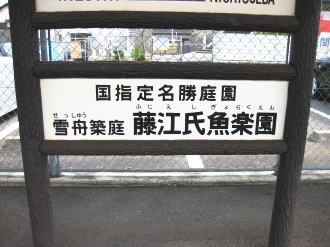 国指定名勝庭園
せっしゅう ふじえしぎょらくえん
雪舟築庭 藤江氏魚楽園